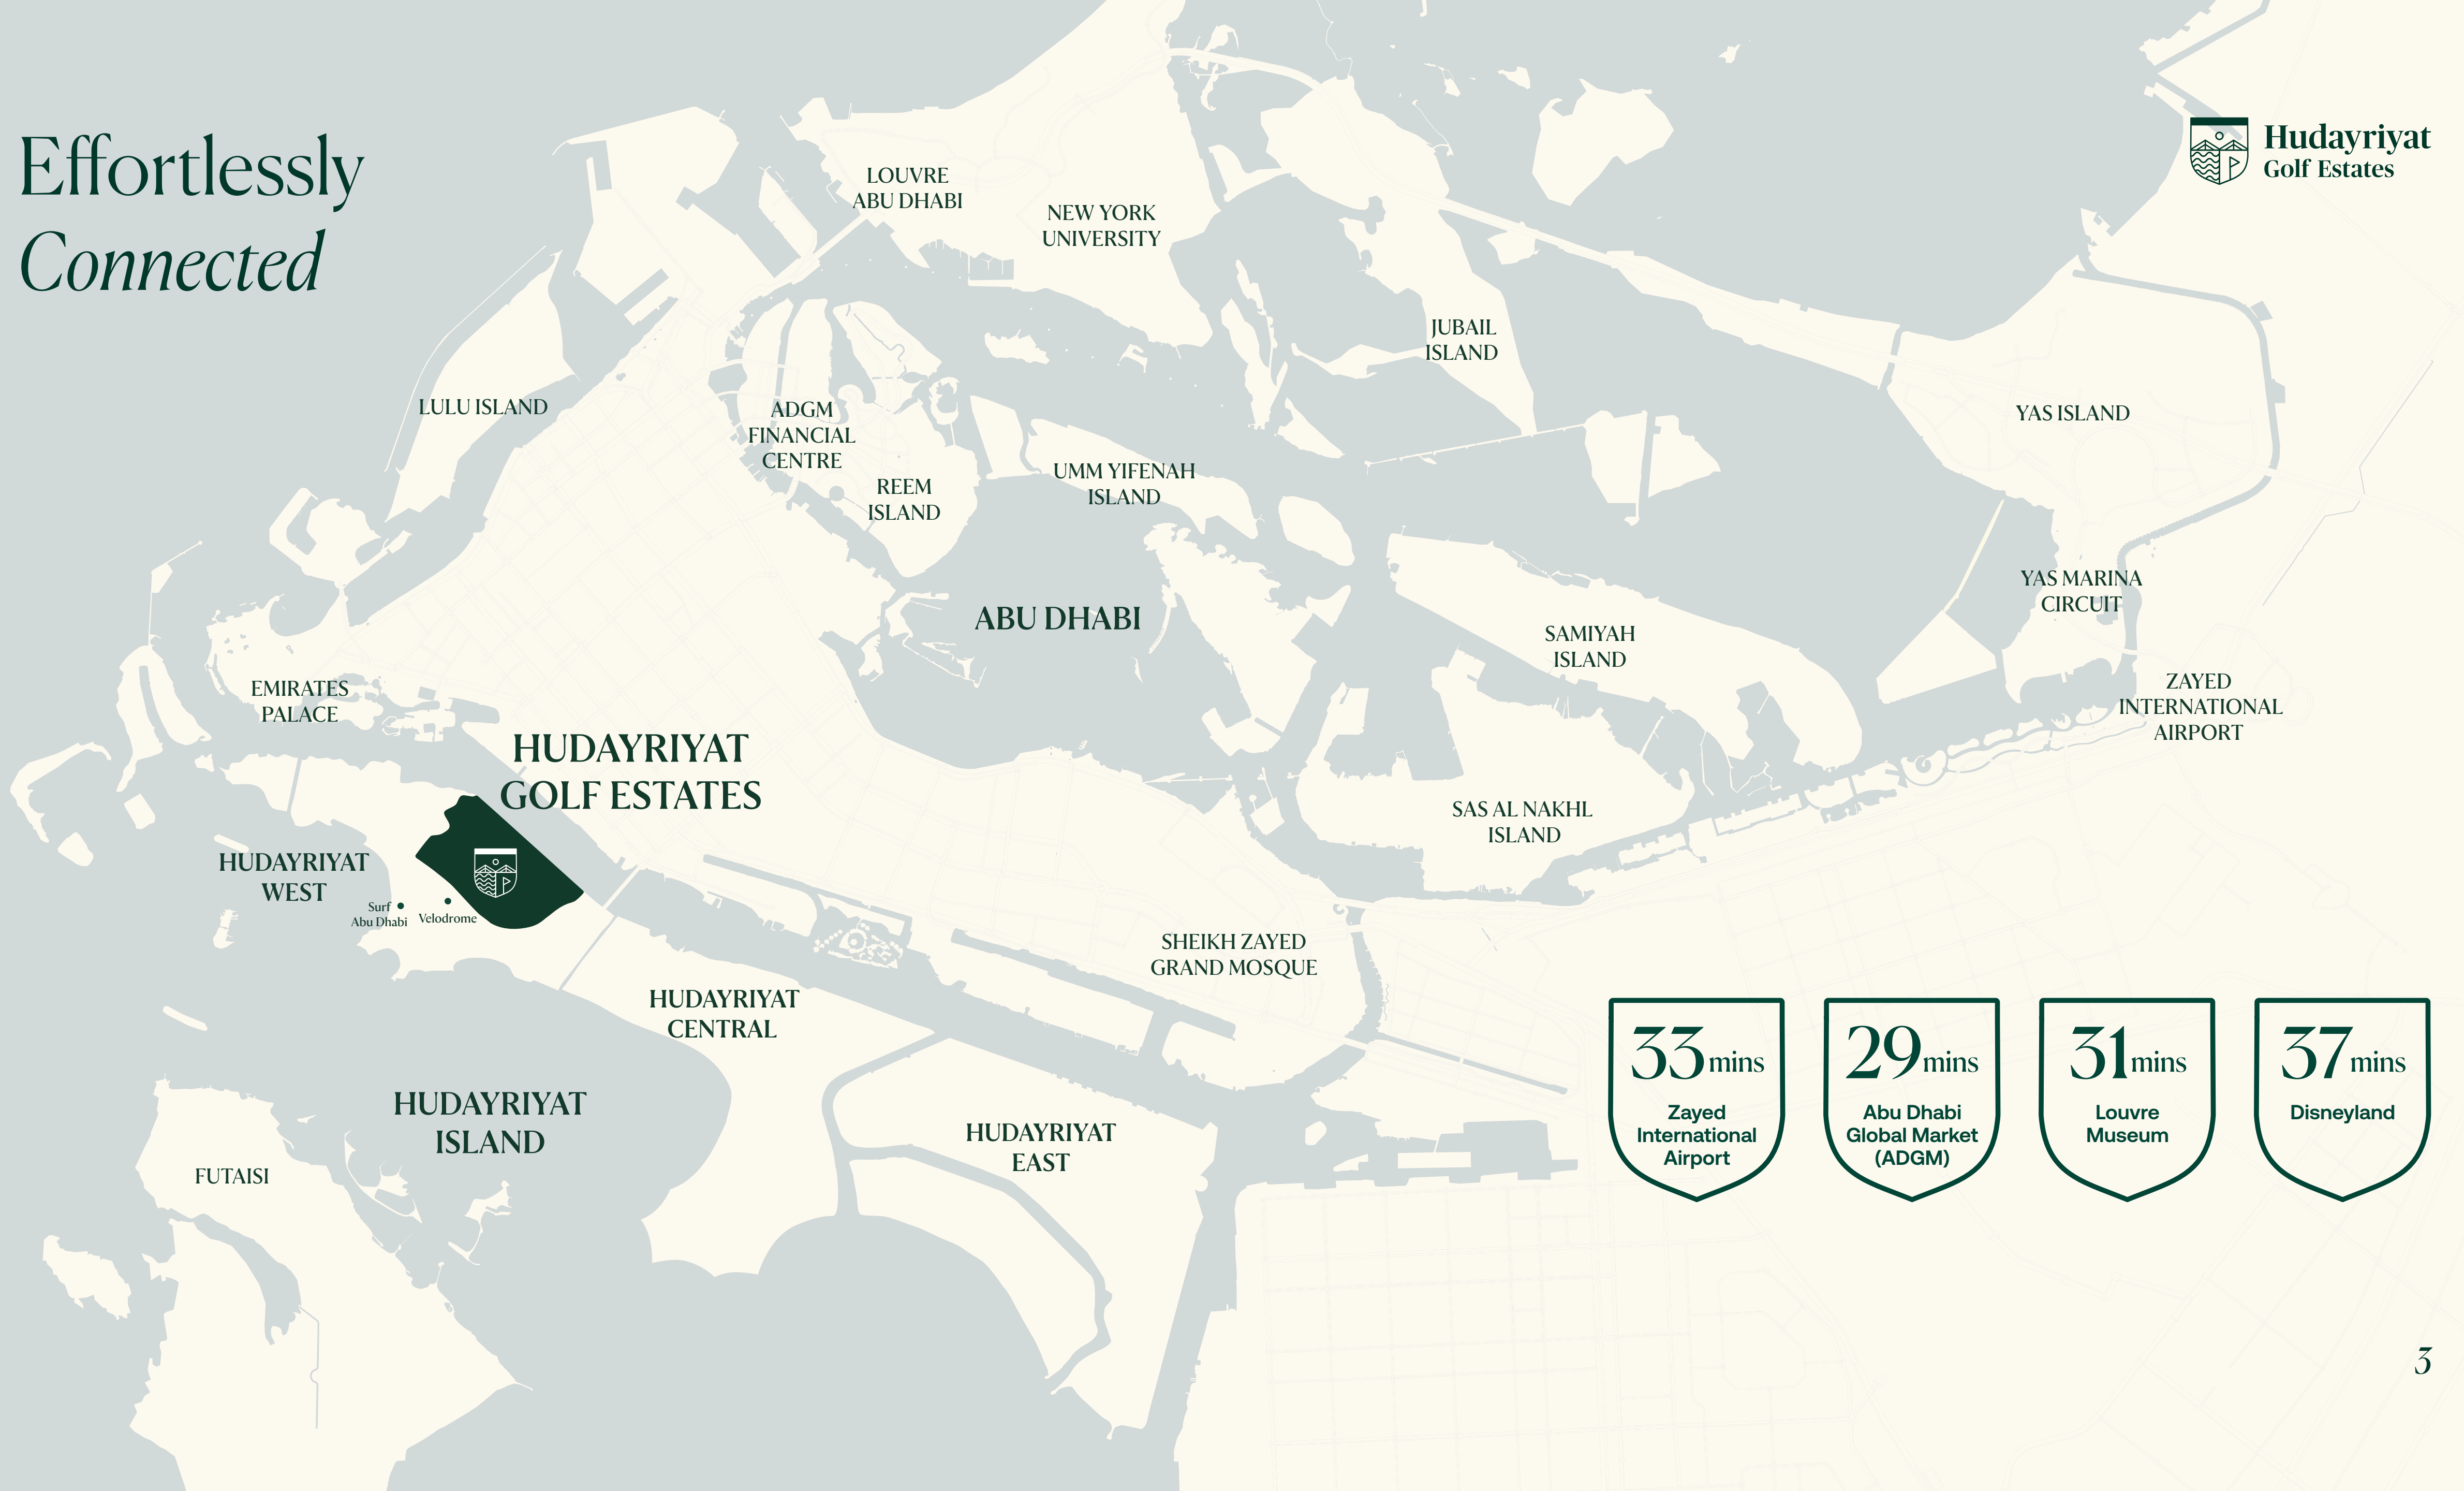 Effortlessly
Connected
Hudayriyat
Golf Estates
LOUVRE
ABU DHABI
NEW YORK
UNIVERSITY
JUBAIL
ISLAND
LULU ISLAND
ADGM
FINANCIAL
CENTRE
REEM
ISLAND
UMM YIFENAH
ISLAND
YAS ISLAND
YAS MARINA
CIRCUIT
ABU DHABI
SAMIYAH
ISLAND
ZAYED
INTERNATIONAL
AIRPORT
EMIRATES
PALACE
HUDAYRIYAT
GOLF ESTATES
SAS AL NAKHL
ISLAND
HUDAYRIYAT
WEST
Surf
Abu Dhabi
Velodrome
SHEIKH ZAYED
GRAND MOSQUE
HUDAYRIYAT
CENTRAL
HUDAYRIYAT
ISLAND
HUDAYRIYAT
EAST
FUTAISI
33 mins
Zayed
International
Airport
29 mins
Abu Dhabi
Global Market
(ADGM)
31 mins
Louvre
Museum
37 mins
Disneyland
3